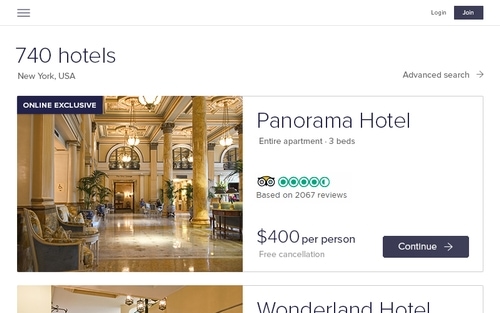 Login
Join
740 hotels
New York, USA
Advanced search
ONLINE EXCLUSIVE
Panorama Hotel
Entire apartment · 3 beds
Based on 2067 reviews
$400 per person
Free cancellation
Continue
Wonderland Hotel